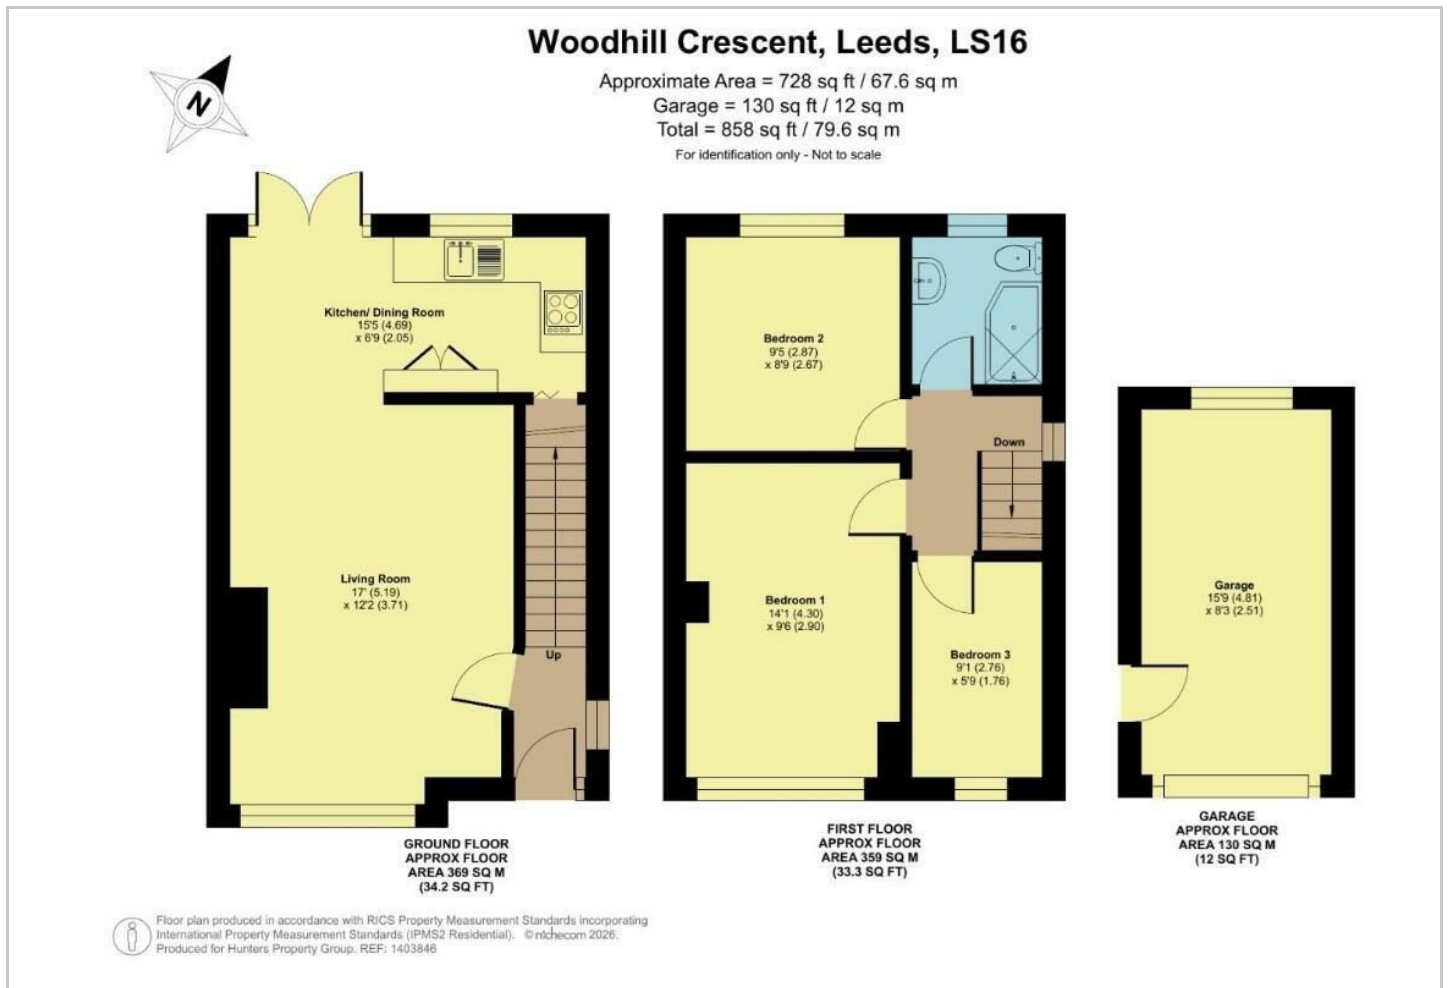 Woodhill Crescent, Leeds, LS16
Approximate Area = 728 sq ft / 67.6 sq m
Garage = 130 sq ft / 12 sq m
Total = 858 sq ft / 79.6 sq m
For identification only - Not to scale
N
Kitchen/ Dining Room
15'5 (4.69)
x 6'9 (2.05)
Living Room
17' (5.19)
x 12'2 (3.71)
Up
GROUND FLOOR
APPROX FLOOR
AREA 369 SQ M
(34.2 SQ FT)
Bedroom 2
9'5 (2.87)
x 8'9 (2.67)
Down
Bedroom 1
14'1 (4.30)
x 9'6 (2.90)
Bedroom 3
9'1 (2.76)
x 5'9 (1.76)
FIRST FLOOR
APPROX FLOOR
AREA 359 SQ M
(33.3 SQ FT)
Garage
15'9 (4.81)
x 8'3 (2.51)
GARAGE
APPROX FLOOR
AREA 130 SQ M
(12 SQ FT)
Floor plan produced in accordance with RICS Property Measurement Standards incorporating
International Property Measurement Standards (IPMS2 Residential). © nichecom 2026.
Produced for Hunters Property Group. REF: 1403846